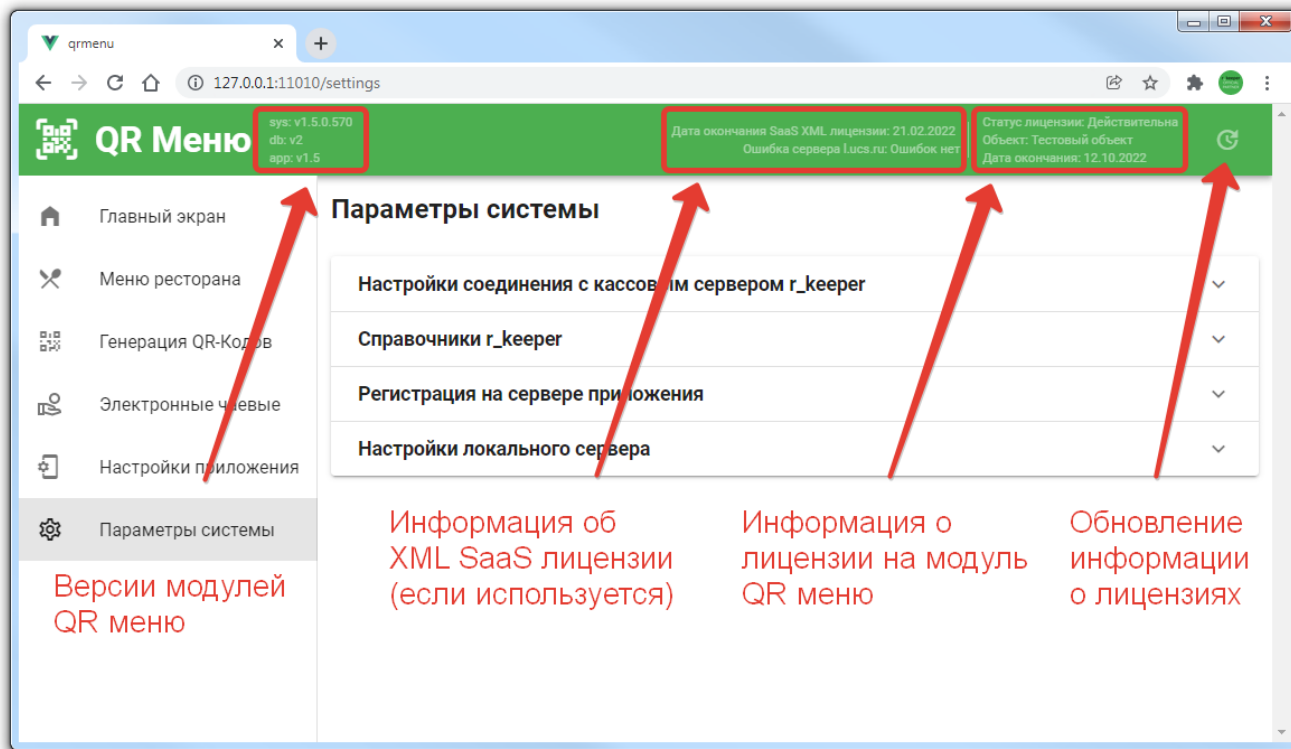 qrmenu
127.0.0.1:11010/settings
QR Меню
sys: v1.5.0.570
db: v2
app: v1.5
Дата окончания SaaS XML лицензии: 21.02.2022
Ошибка сервера l.ucs.ru: Ошибок нет
Статус лицензии: Действительна
Объект: Тестовый объект
Дата окончания: 12.10.2022
Главный экран
Меню ресторана
Генерация QR-Кодов
Электронные чаевые
Настройки приложения
Параметры системы
Параметры системы
Настройки соединения с кассовым сервером r_keeper
Справочники r_keeper
Регистрация на сервере приложения
Настройки локального сервера
Версии модулей
QR меню
Информация об
XML SaaS лицензии
(если используется)
Информация о
лицензии на модуль
QR меню
Обновление
информации
о лицензиях